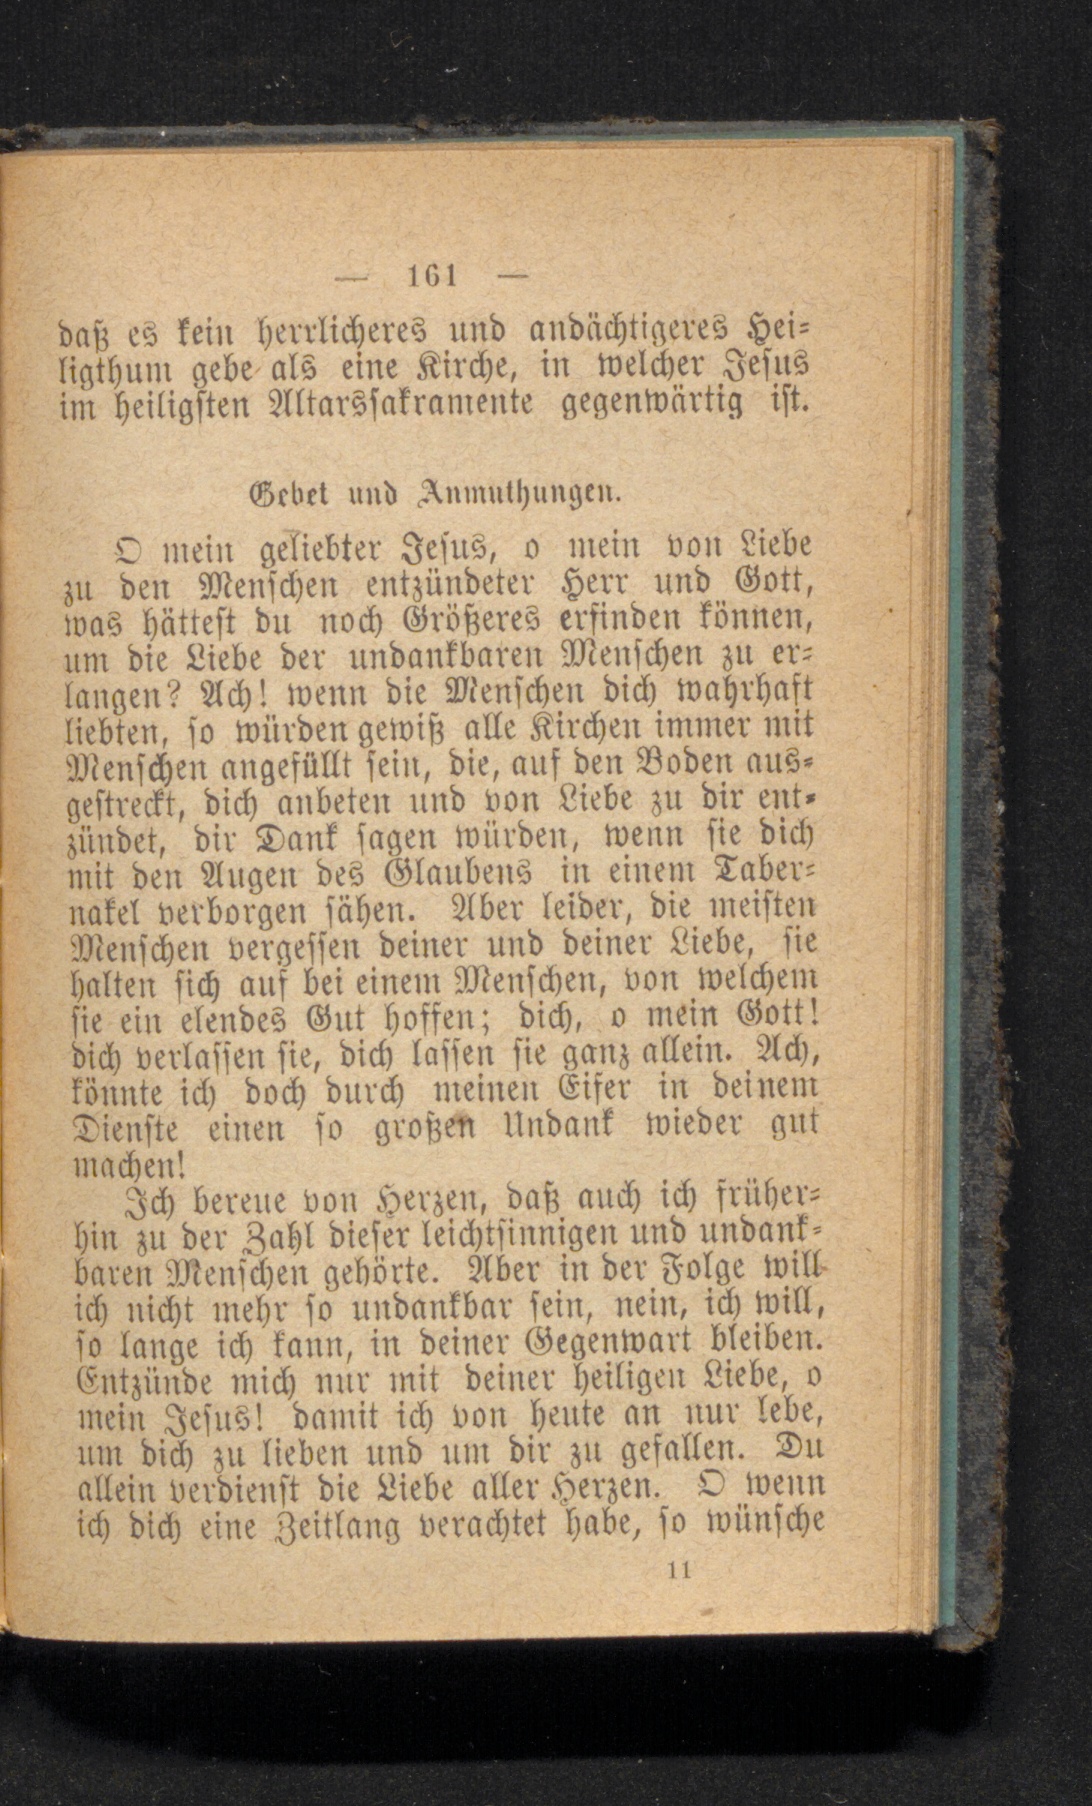 — 161 —
daß es kein herrlicheres und andächtigeres Hei-
ligthum gebe als eine Kirche, in welcher Jesus
im heiligsten Altarssakramente gegenwärtig ist.
Gebet und Anmuthungen.
O mein geliebter Jesus, o mein von Liebe
zu den Menschen entzündeter Herr und Gott,
was hättest du noch Größeres erfinden können,
um die Liebe der undankbaren Menschen zu er-
langen? Ach! wenn die Menschen dich wahrhaft
liebten, so würden gewiß alle Kirchen immer mit
Menschen angefüllt sein, die, auf den Boden aus-
gestreckt, dich anbeten und von Liebe zu dir ent-
zündet, dir Dank sagen würden, wenn sie dich
mit den Augen des Glaubens in einem Taber-
nakel verborgen sähen. Aber leider, die meisten
Menschen vergessen deiner und deiner Liebe, sie
halten sich auf bei einem Menschen, von welchem
sie ein elendes Gut hoffen; dich, o mein Gott!
dich verlassen sie, dich lassen sie ganz allein. Ach,
könnte ich doch durch meinen Eifer in deinem
Dienste einen so großen Undank wieder gut
machen!
Ich bereue von Herzen, daß auch ich früher-
hin zu der Zahl dieser leichtsinnigen und undank-
baren Menschen gehörte. Aber in der Folge will
ich nicht mehr so undankbar sein, nein, ich will,
so lange ich kann, in deiner Gegenwart bleiben.
Entzünde mich nur mit deiner heiligen Liebe, o
mein Jesus! damit ich von heute an nur lebe,
um dich zu lieben und um dir zu gefallen. Du
allein verdienst die Liebe aller Herzen. O wenn
ich dich eine Zeitlang verachtet habe, so wünsche
11